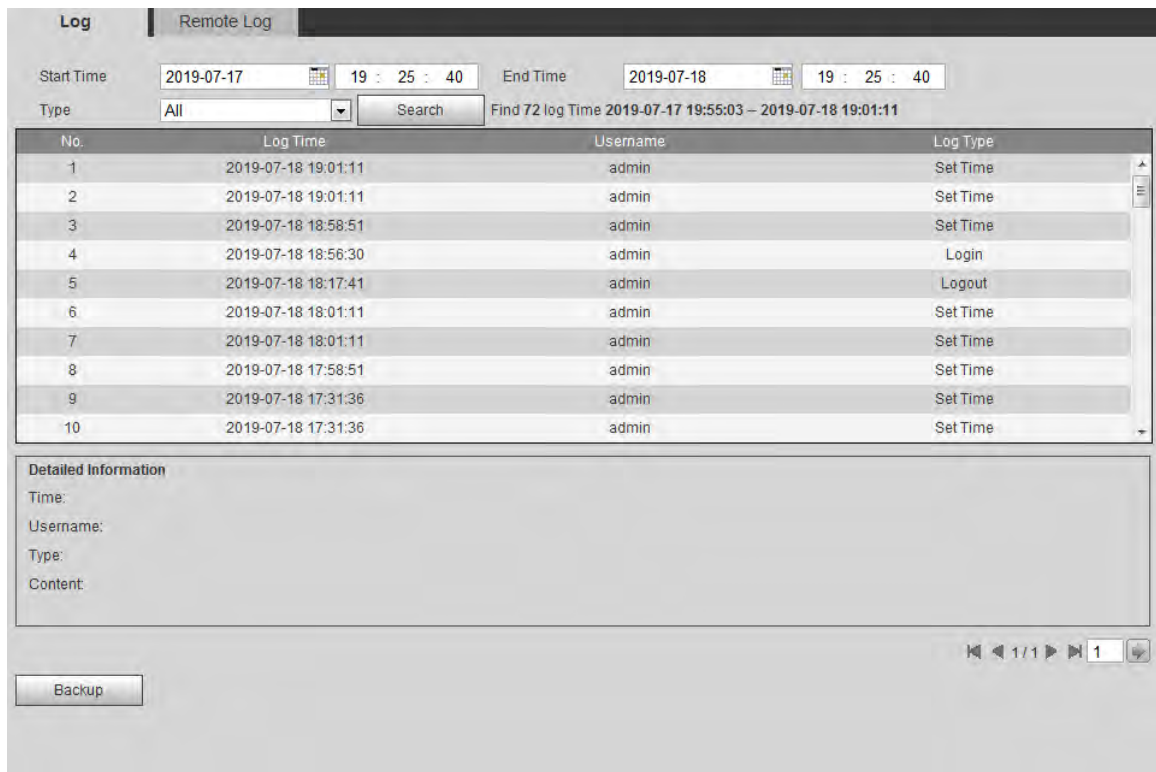 Log Remote Log
Start Time 2019-07-17 19 : 25 : 40 End Time 2019-07-18 19 : 25 : 40
Type All Search Find 72 log Time 2019-07-17 19:55:03 -- 2019-07-18 19:01:11
No. Log Time Username Log Type
1 2019-07-18 19:01:11 admin Set Time
2 2019-07-18 19:01:11 admin Set Time
3 2019-07-18 18:58:51 admin Set Time
4 2019-07-18 18:56:30 admin Login
5 2019-07-18 18:17:41 admin Logout
6 2019-07-18 18:01:11 admin Set Time
7 2019-07-18 18:01:11 admin Set Time
8 2019-07-18 17:58:51 admin Set Time
9 2019-07-18 17:31:36 admin Set Time
10 2019-07-18 17:31:36 admin Set Time
Detailed Information
Time:
Username:
Type:
Content:
1 / 1 1
Backup